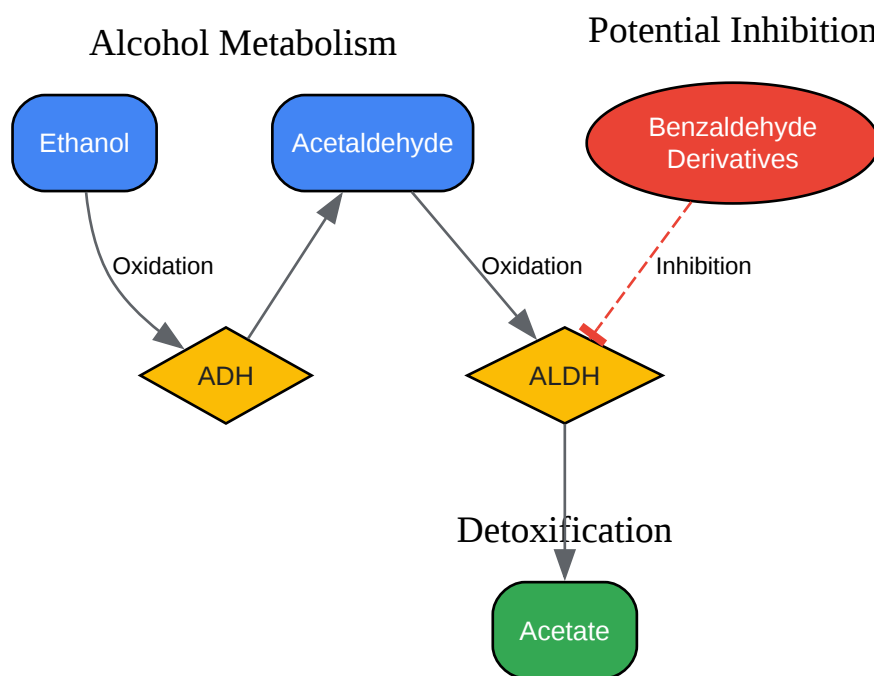 Alcohol Metabolism
Potential Inhibition
Ethanol
Acetaldehyde
Benzaldehyde
Derivatives
Oxidation
Oxidation
Inhibition
ADH
ALDH
Detoxification
Acetate